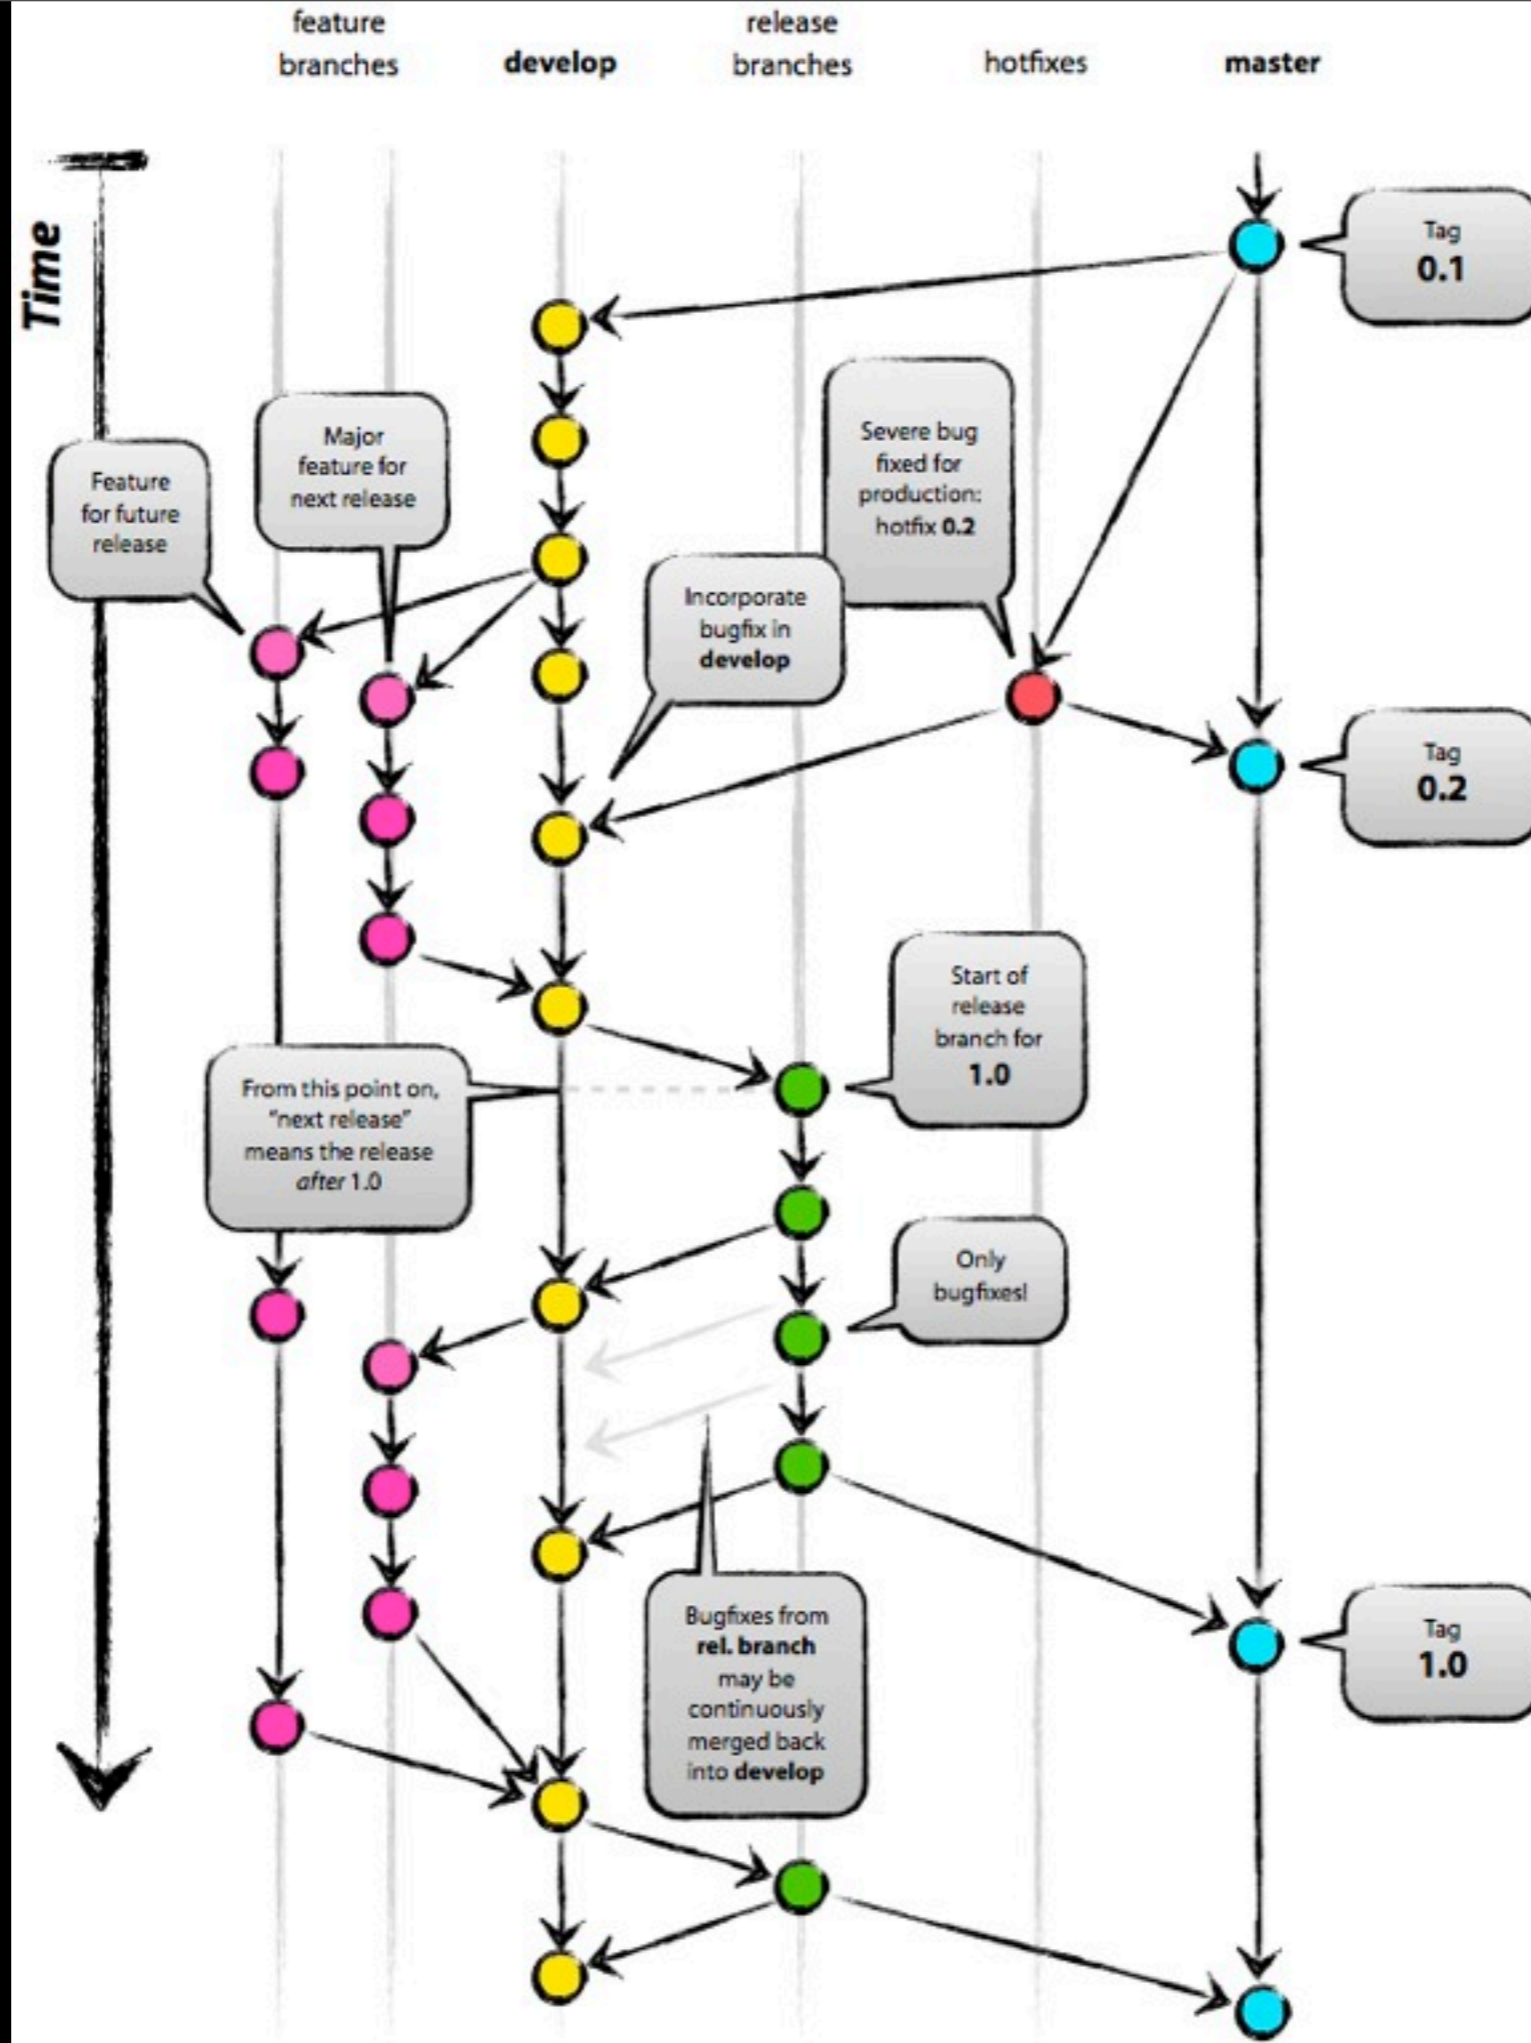 feature
branches
develop
release
branches
hotfixes
master
Time
Tag
0.1
Feature
for future
release
Major
feature for
next release
Severe bug
fixed for
production:
hotfix 0.2
Incorporate
bugfix in
develop
Tag
0.2
Start of
release
branch for
1.0
From this point on,
“next release”
means the release
after 1.0
Only
bugfixes!
Bugfixes from
rel. branch
may be
continuously
merged back
into develop
Tag
1.0